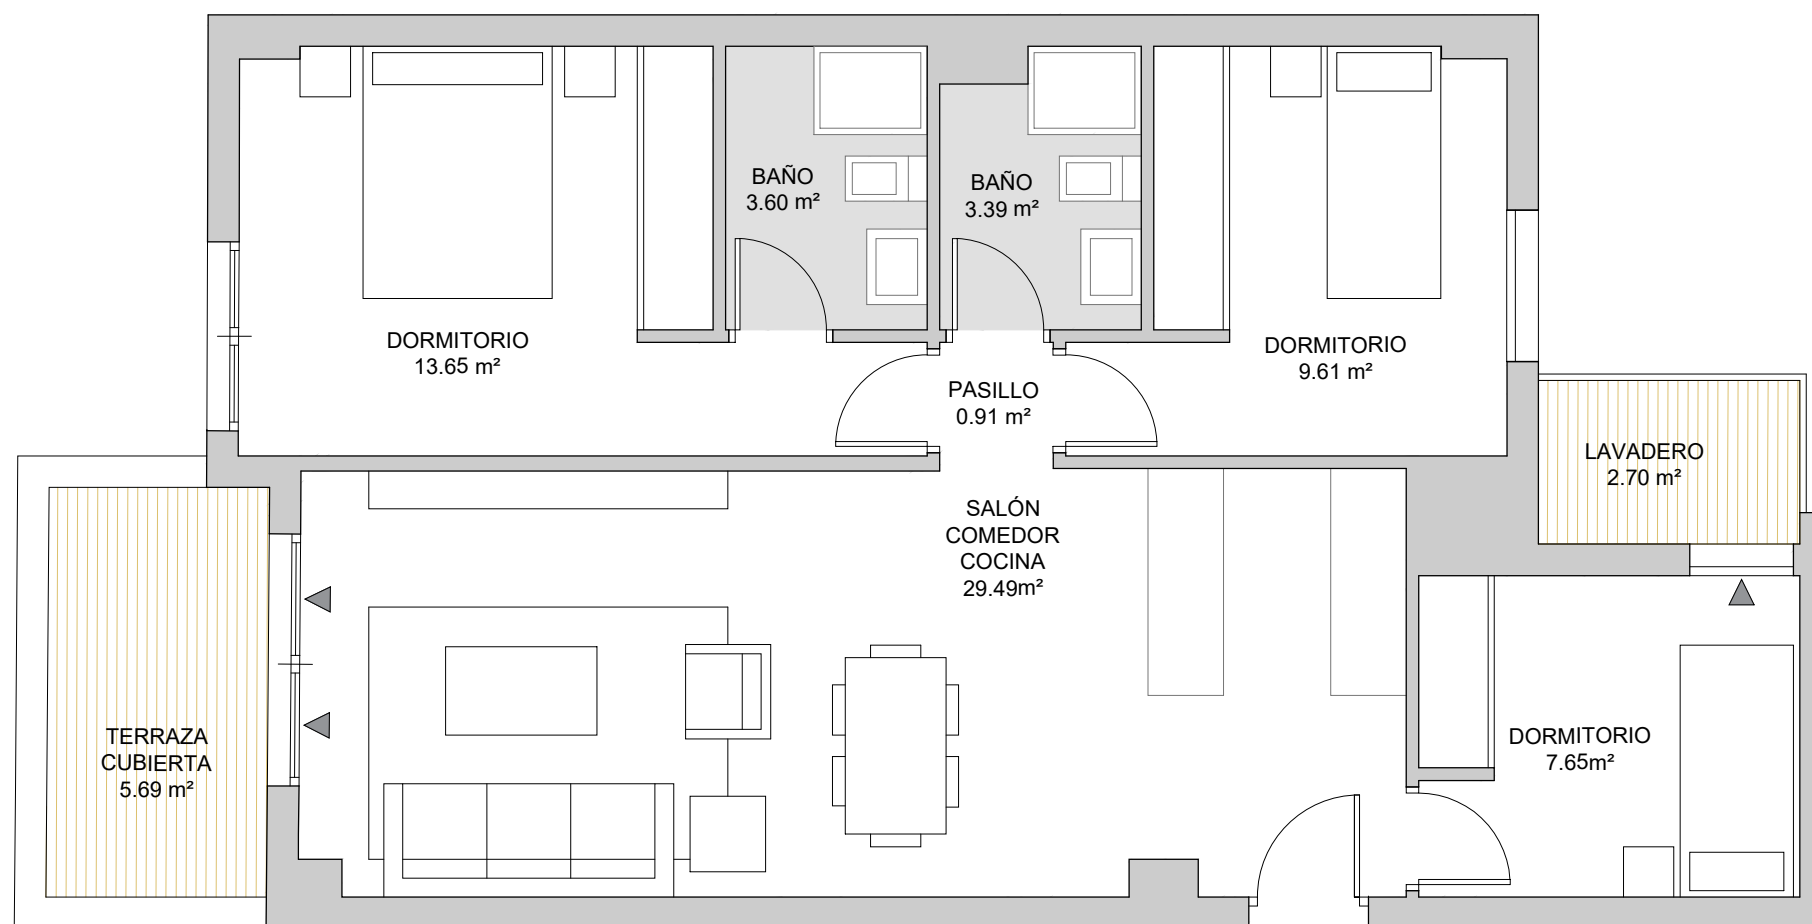 BAÑO
3.60 m²
BAÑO
3.39 m²
DORMITORIO
13.65 m²
DORMITORIO
9.61 m²
PASILLO
0.91 m²
LAVADERO
2.70 m²
SALÓN
COMEDOR
COCINA
29.49m²
TERRAZA
CUBIERTA
5.69 m²
DORMITORIO
7.65m²